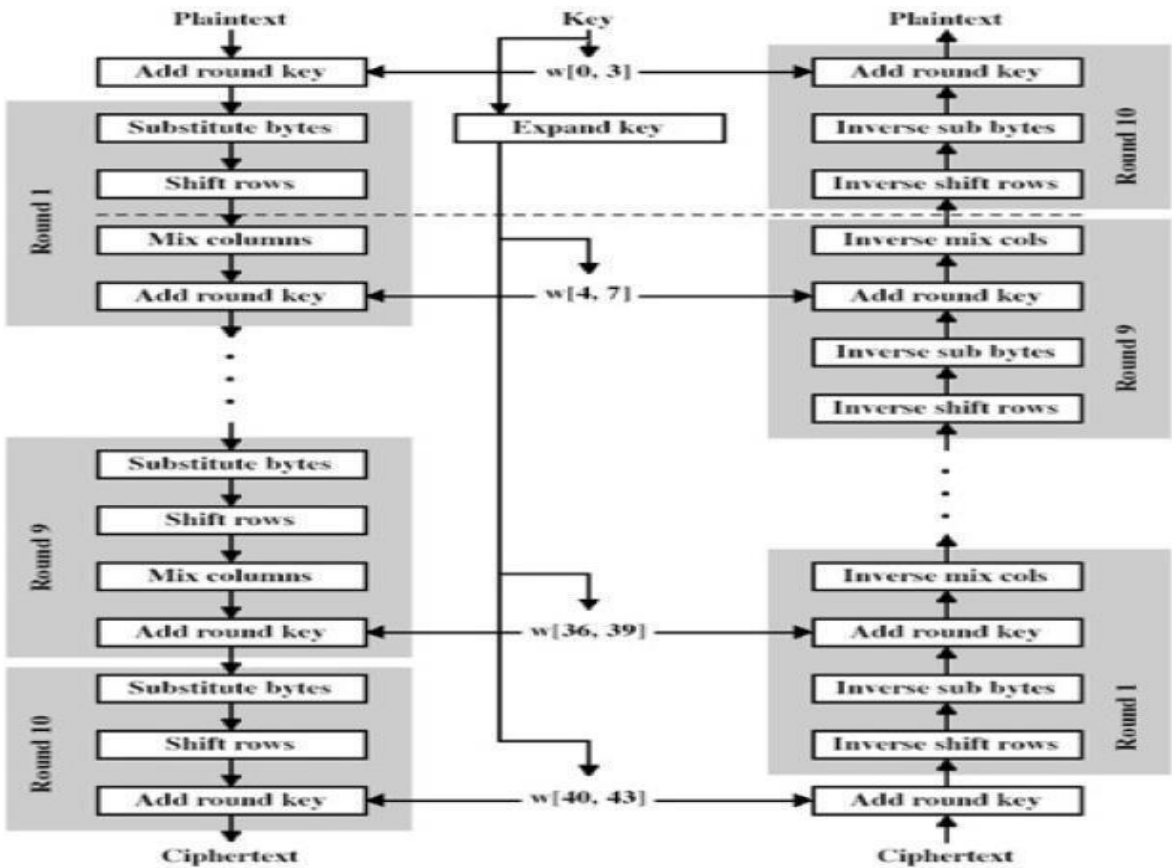 Plaintext
Key
Plaintext
Add round key
w[0, 3]
Add round key
Substitute bytes
Expand key
Inverse sub bytes
Round 10
Shift rows
Inverse shift rows
Round 1
Mix columns
Inverse mix cols
Add round key
w[4, 7]
Add round key
Inverse sub bytes
Round 9
Inverse shift rows
Substitute bytes
Shift rows
Round 9
Mix columns
Inverse mix cols
Add round key
w[36, 39]
Add round key
Substitute bytes
Inverse sub bytes
Round 1
Shift rows
Inverse shift rows
Round 10
Add round key
w[40, 43]
Add round key
Ciphertext
Ciphertext